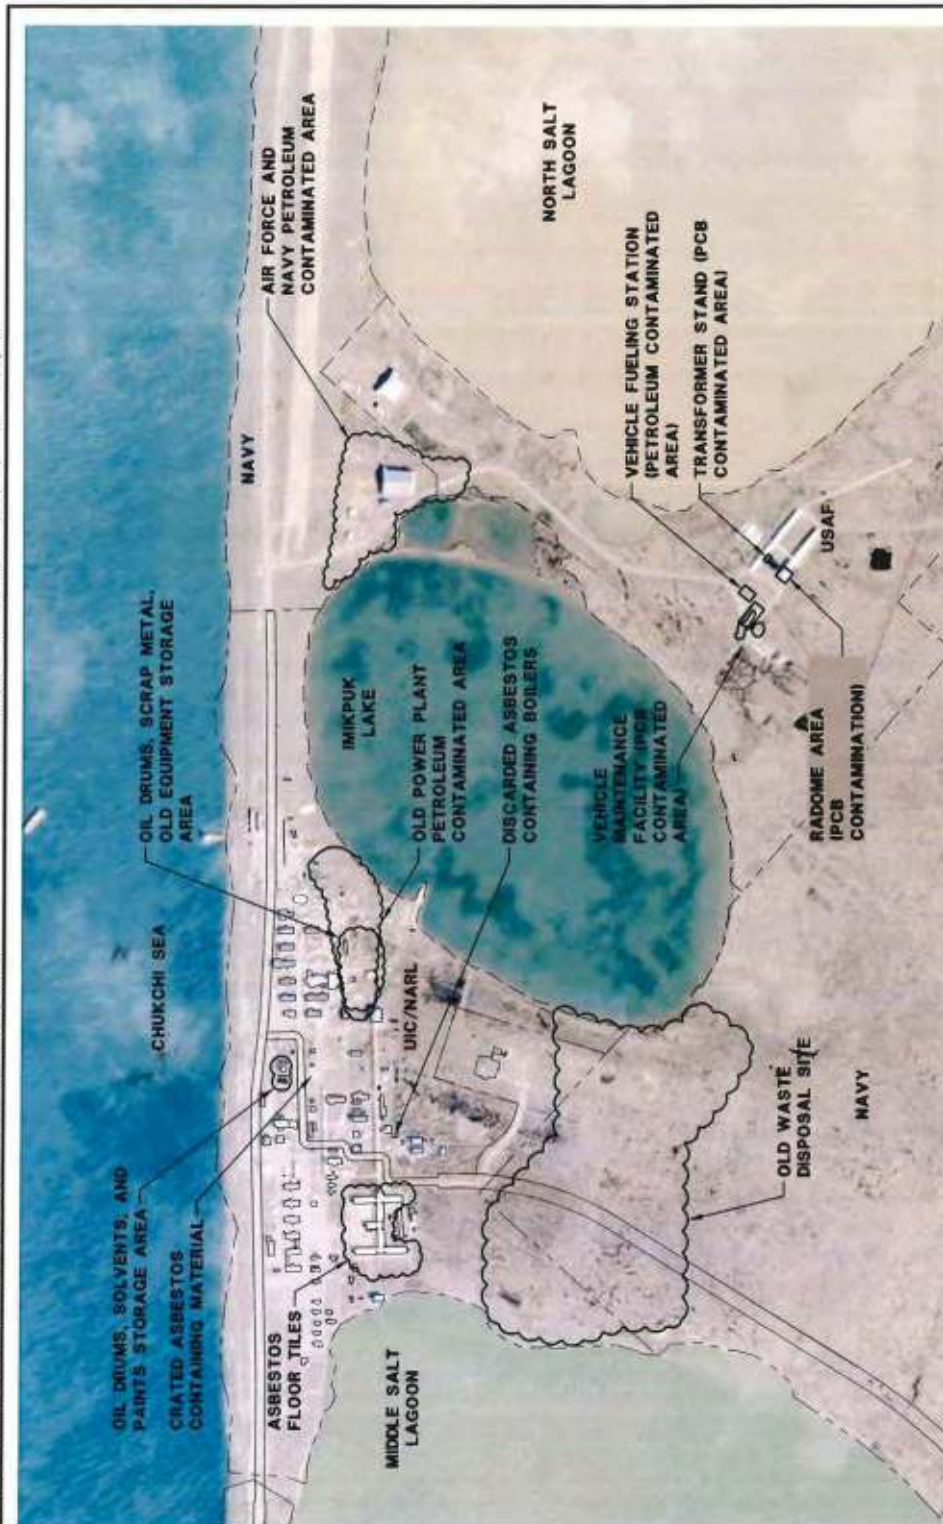 CHUKCHI SEA
OIL DRUMS, SOLVENTS, AND
PAINTS STORAGE AREA
CRATED ASBESTOS
CONTAINING MATERIAL
ASBESTOS
FLOOR TILES
MIDDLE SALT
LAGOON
OIL DRUMS, SCRAP METAL,
OLD EQUIPMENT STORAGE
AREA
NAVY
AIR FORCE AND
NAVY PETROLEUM
CONTAMINATED AREA
IMIKPUK
LAKE
OLD POWER PLANT
PETROLEUM
CONTAMINATED AREA
UIC/NARL
DISCARDED ASBESTOS
CONTAINING BOILERS
NORTH SALT
LAGOON
VEHICLE FUELING STATION
(PETROLEUM CONTAMINATED
AREA)
TRANSFORMER STAND (PCB
CONTAMINATED AREA)
VEHICLE
MAINTENANCE
FACILITY (PCB
CONTAMINATED
AREA)
USAF
RADOME AREA
(PCB
CONTAMINATION)
OLD WASTE
DISPOSAL SITE
NAVY